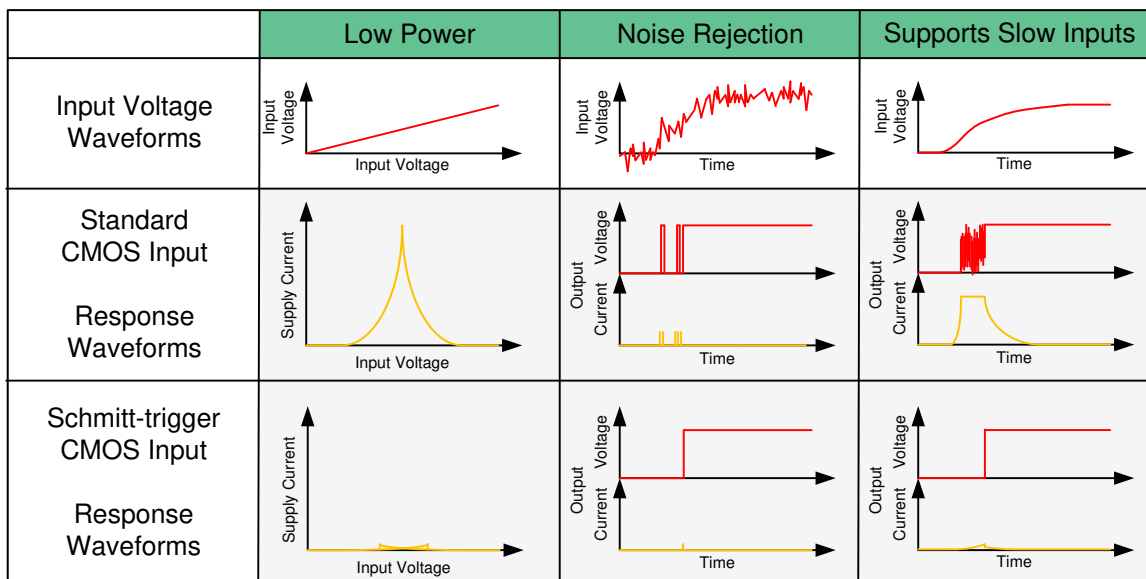 Low Power
Noise Rejection
Supports Slow Inputs
Input Voltage
Waveforms
Input
Voltage
Input Voltage
Input
Voltage
Time
Input
Voltage
Time
Standard
CMOS Input
Response
Waveforms
Supply Current
Input Voltage
Output
Voltage
Current
Time
Output
Voltage
Current
Time
Schmitt-trigger
CMOS Input
Response
Waveforms
Supply Current
Input Voltage
Output
Voltage
Current
Time
Output
Voltage
Current
Time